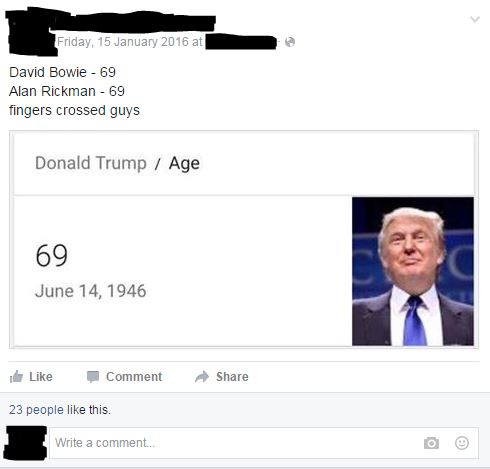 Friday, 15 January 2016 at
David Bowie - 69
Alan Rickman - 69
fingers crossed guys
Donald Trump / Age
69
June 14, 1946
Like Comment Share
23 people like this.
Write a comment...